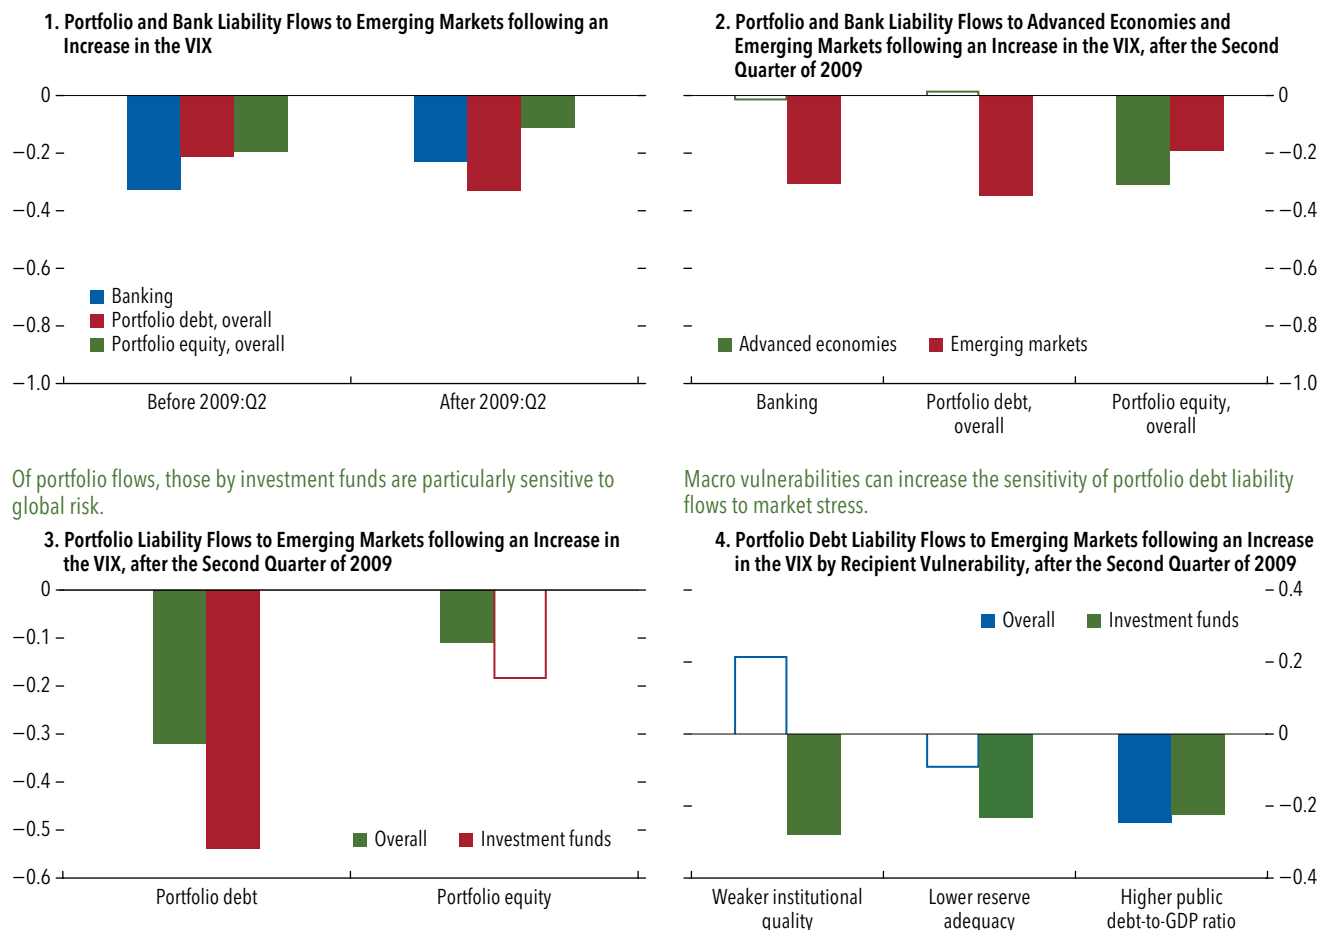 1. Portfolio and Bank Liability Flows to Emerging Markets following an
Increase in the VIX
0
−0.2
−0.4
−0.6
−0.8
−1.0
Banking
Portfolio debt, overall
Portfolio equity, overall
Before 2009:Q2
After 2009:Q2
2. Portfolio and Bank Liability Flows to Advanced Economies and
Emerging Markets following an Increase in the VIX, after the Second
Quarter of 2009
0
−0.2
−0.4
−0.6
−0.8
−1.0
Advanced economies
Emerging markets
Banking
Portfolio debt,
overall
Portfolio equity,
overall
Of portfolio flows, those by investment funds are particularly sensitive to
global risk.
3. Portfolio Liability Flows to Emerging Markets following an Increase in
the VIX, after the Second Quarter of 2009
0
−0.1
−0.2
−0.3
−0.4
−0.5
−0.6
Overall
Investment funds
Portfolio debt
Portfolio equity
Macro vulnerabilities can increase the sensitivity of portfolio debt liability
flows to market stress.
4. Portfolio Debt Liability Flows to Emerging Markets following an Increase
in the VIX by Recipient Vulnerability, after the Second Quarter of 2009
0.4
0.2
0
−0.2
−0.4
Overall
Investment funds
Weaker institutional
quality
Lower reserve
adequacy
Higher public
debt-to-GDP ratio